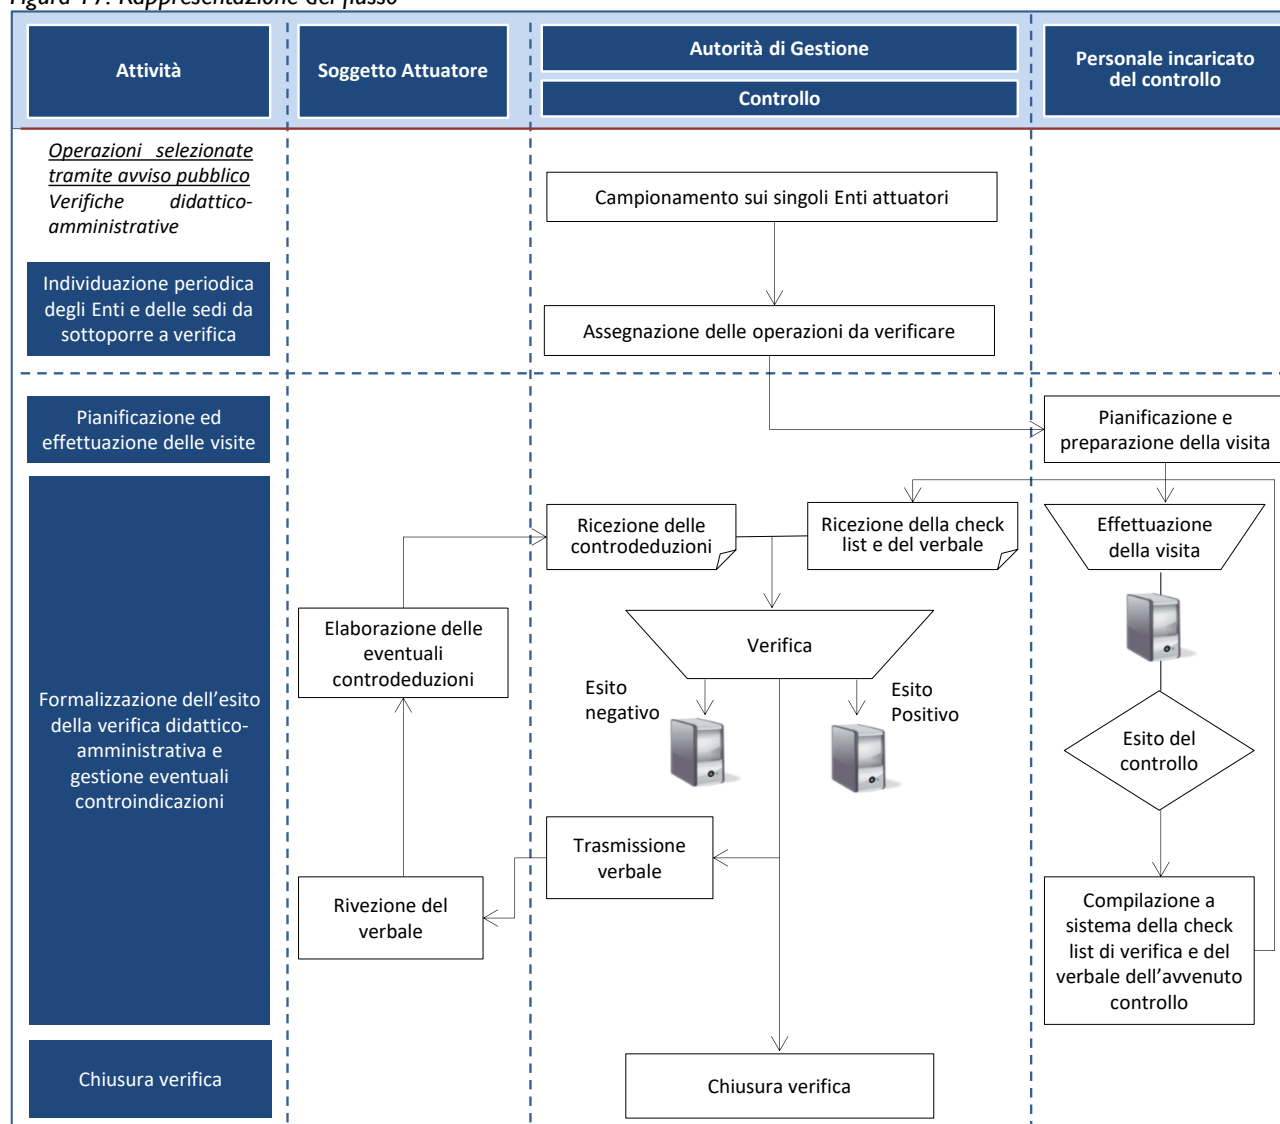 Figura 17: Rappresentazione del flusso
Attività
Soggetto Attuatore
Autorità di Gestione
Controllo
Personale incaricato
del controllo
Operazioni selezionate
tramite avviso pubblico
Verifiche didattico-
amministrative
Campionamento sui singoli Enti attuatori
Individuazione periodica
degli Enti e delle sedi da
sottoporre a verifica
Assegnazione delle operazioni da verificare
Pianificazione ed
effettuazione delle visite
Pianificazione e
preparazione della visita
Ricezione delle
controdeduzioni
Ricezione della check
list e del verbale
Effettuazione
della visita
Elaborazione delle
eventuali
controdeduzioni
Verifica
Esito
negativo
Esito
Positivo
Formalizzazione dell'esito
della verifica didattico-
amministrativa e
gestione eventuali
controindicazioni
Esito del
controllo
Trasmissione
verbale
Rivezione del
verbale
Compilazione a
sistema della check
list di verifica e del
verbale dell'avvenuto
controllo
Chiusura verifica
Chiusura verifica